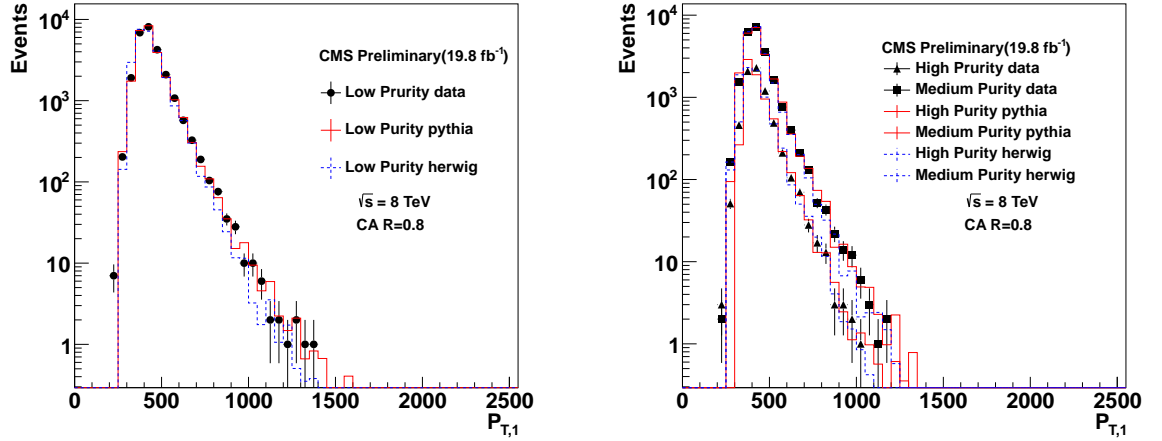 Events
10⁴
10³
10²
10
1
CMS Preliminary(19.8 fb⁻¹)
Low Prurity data
Low Purity pythia
Low Purity herwig
√s = 8 TeV
CA R=0.8
0 500 1000 1500 2000 2500
P_T,1
Events
10⁴
10³
10²
10
1
CMS Preliminary(19.8 fb⁻¹)
High Prurity data
Medium Purity data
High Purity pythia
Medium Purity pythia
High Purity herwig
Medium Purity herwig
√s = 8 TeV
CA R=0.8
0 500 1000 1500 2000 2500
P_T,1